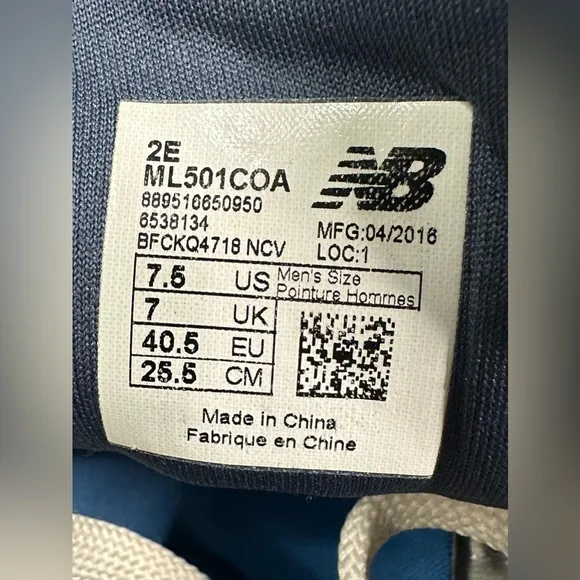 2E
ML501COA
NB
889516650950
6538134
MFG:04/2016
BFCKQ4718 NCV
LOC:1
7.5 US Men's Size
Pointure Hommes
7 UK
40.5 EU
25.5 CM
Made in China
Fabrique en Chine